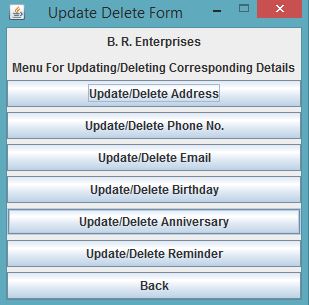 Update Delete Form
B. R. Enterprises
Menu For Updating/Deleting Corresponding Details
Update/Delete Address
Update/Delete Phone No.
Update/Delete Email
Update/Delete Birthday
Update/Delete Anniversary
Update/Delete Reminder
Back